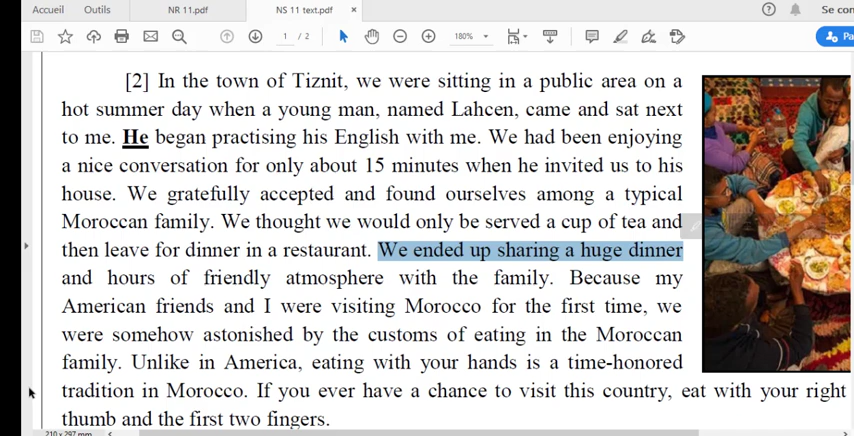 Accueil Outils NR 11.pdf NS 11 text.pdf × ? Se con
1 / 2 180% Pa
[2] In the town of Tiznit, we were sitting in a public area on a
hot summer day when a young man, named Lahcen, came and sat next
to me. He began practising his English with me. We had been enjoying
a nice conversation for only about 15 minutes when he invited us to his
house. We gratefully accepted and found ourselves among a typical
Moroccan family. We thought we would only be served a cup of tea and
then leave for dinner in a restaurant. We ended up sharing a huge dinner
and hours of friendly atmosphere with the family. Because my
American friends and I were visiting Morocco for the first time, we
were somehow astonished by the customs of eating in the Moroccan
family. Unlike in America, eating with your hands is a time-honored
tradition in Morocco. If you ever have a chance to visit this country, eat with your right
thumb and the first two fingers.
210 x 297 mm